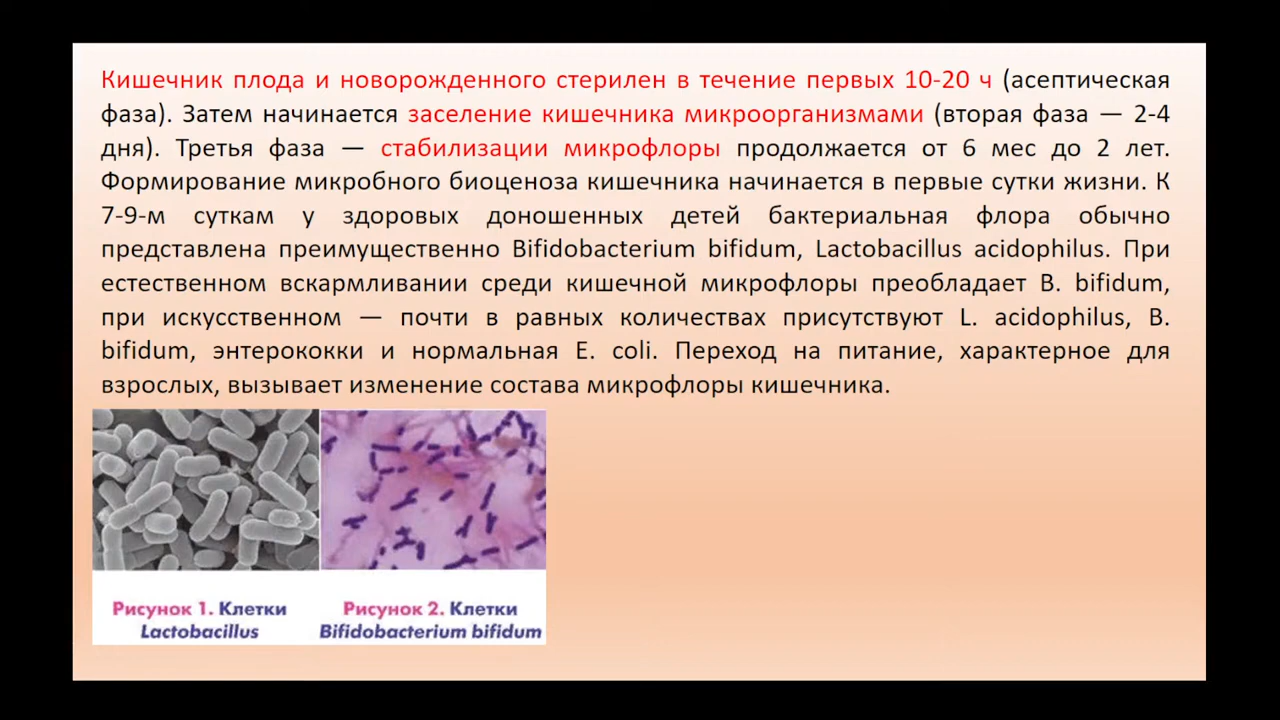 Кишечник плода и новорожденного стерилен в течение первых 10-20 ч (асептическая
фаза). Затем начинается заселение кишечника микроорганизмами (вторая фаза — 2-4
дня). Третья фаза — стабилизации микрофлоры продолжается от 6 мес до 2 лет.
Формирование микробного биоценоза кишечника начинается в первые сутки жизни. К
7-9-м суткам у здоровых доношенных детей бактериальная флора обычно
представлена преимущественно Bifidobacterium bifidum, Lactobacillus acidophilus. При
естественном вскармливании среди кишечной микрофлоры преобладает B. bifidum,
при искусственном — почти в равных количествах присутствуют L. acidophilus, B.
bifidum, энтерококки и нормальная E. coli. Переход на питание, характерное для
взрослых, вызывает изменение состава микрофлоры кишечника.
Рисунок 1. Клетки
Lactobacillus
Рисунок 2. Клетки
Bifidobacterium bifidum